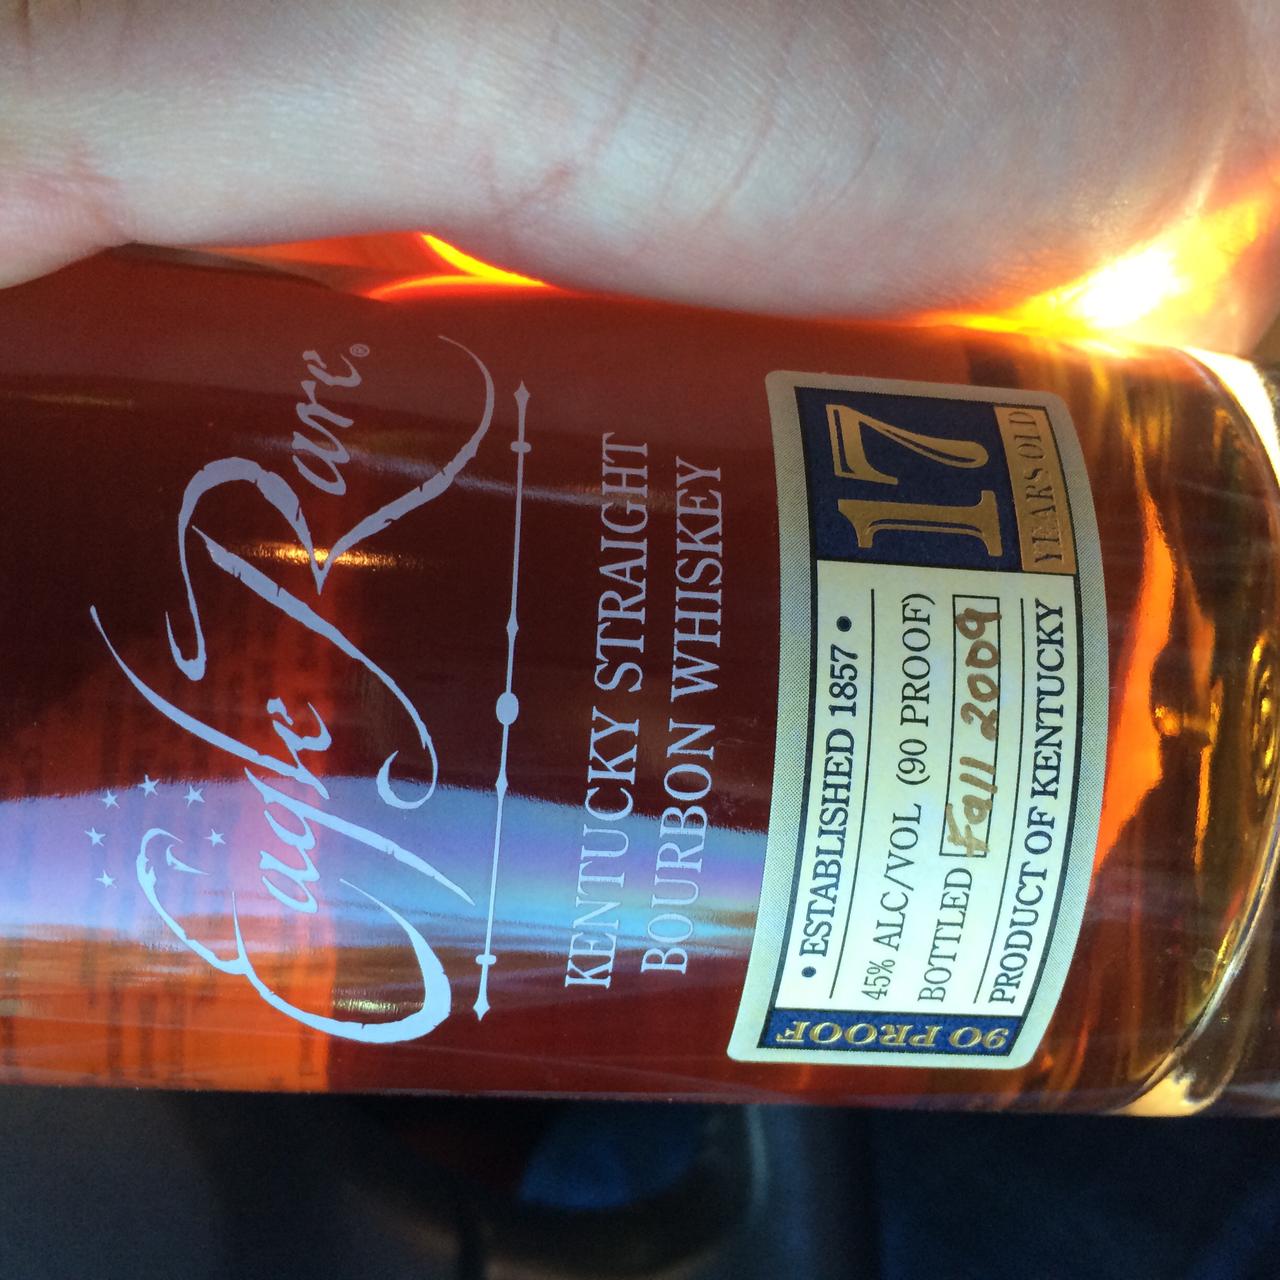 Eagle Rare®
KENTUCKY STRAIGHT
BOURBON WHISKEY
90 PROOF
• ESTABLISHED 1857 •
45% ALC/VOL (90 PROOF)
BOTTLED Fall 2009
PRODUCT OF KENTUCKY
17
YEARS OLD